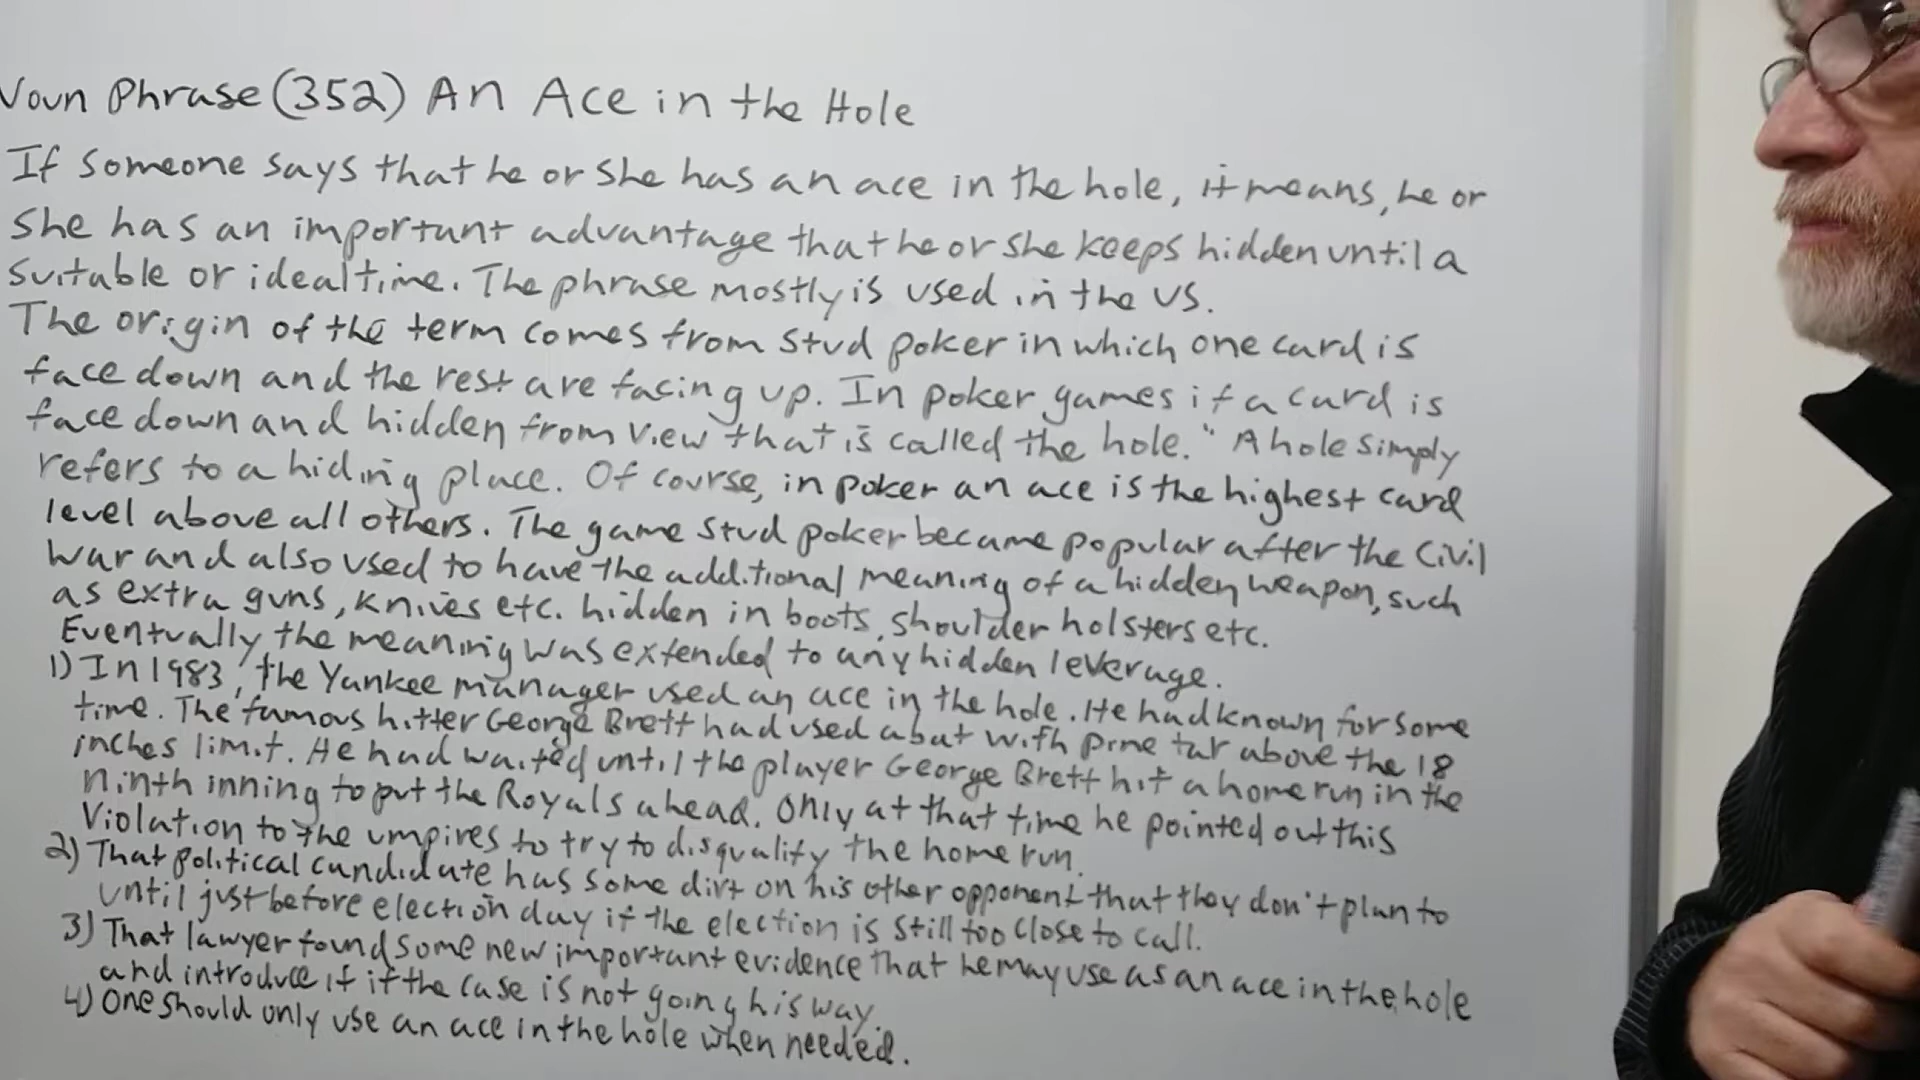 Noun Phrase (352) An Ace in the Hole
If someone says that he or she has an ace in the hole, it means, he or
she has an important advantage that he or she keeps hidden until a
suitable or ideal time. The phrase mostly is used in the US.
The origin of the term comes from stud poker in which one card is
face down and the rest are facing up. In poker games if a card is
face down and hidden from view that is called the hole." A hole simply
refers to a hiding place. Of course, in poker an ace is the highest card
level above all others. The game stud poker became popular after the Civil
War and also used to have the additional meaning of a hidden weapon, such
as extra guns, knives etc. hidden in boots, shoulder holsters etc.
Eventually the meaning was extended to any hidden leverage.
1) In 1983, the Yankee manager used an ace in the hole. He had known for some
time. The famous hitter George Brett had used a bat with pine tar above the 18
inches limit. He had waited until the player George Brett hit a home run in the
ninth inning to put the Royals ahead. Only at that time he pointed out this
violation to the umpires to try to disqualify the home run.
2) That political candidate has some dirt on his other opponent that they don't plan to
until just before election day if the election is still too close to call.
3) That lawyer found some new important evidence that he may use as an ace in the hole
and introduce it if the case is not going his way.
4) One should only use an ace in the hole when needed.